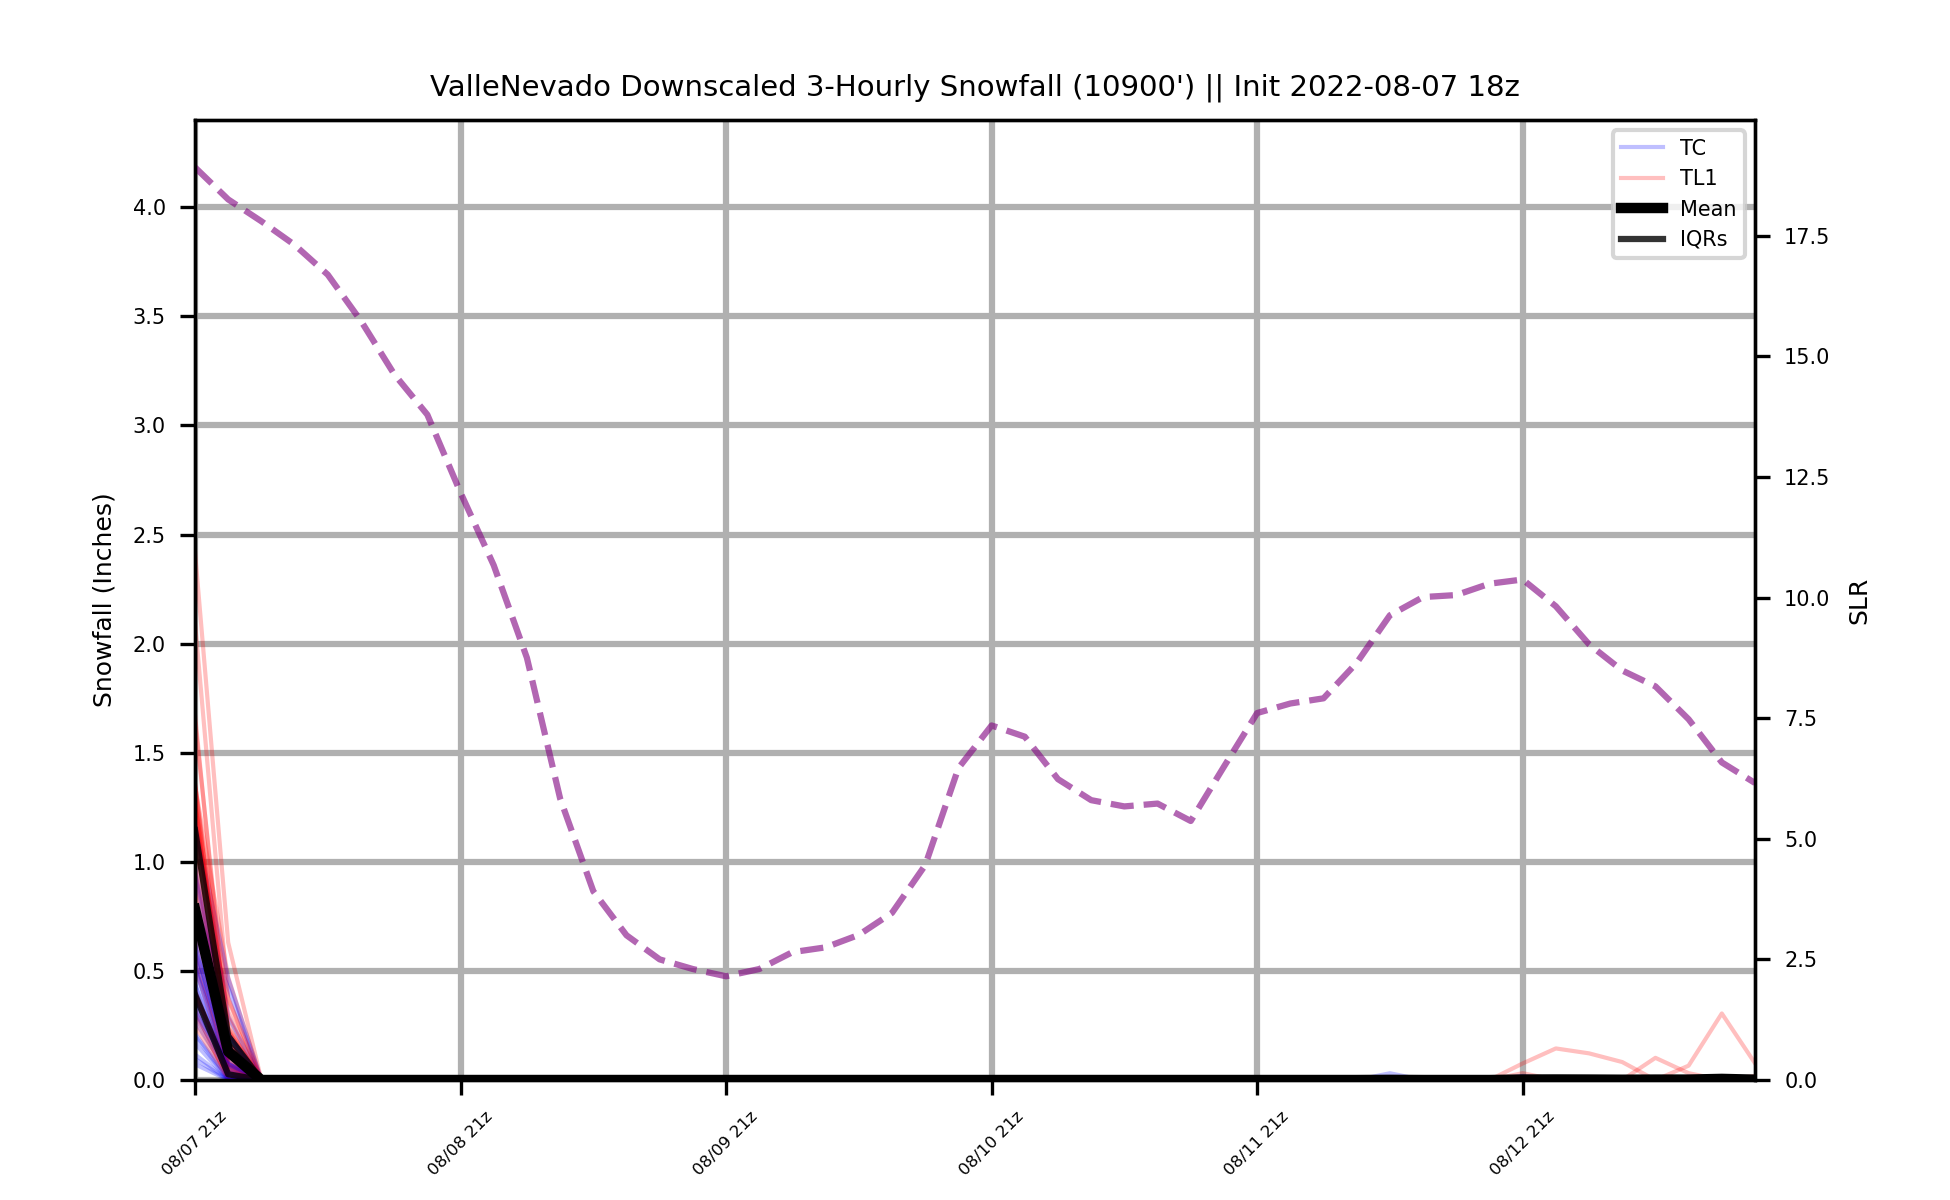 ValleNevado Downscaled 3-Hourly Snowfall (10900') || Init 2022-08-07 18z
TC
TL1
Mean
IQRs
Snowfall (Inches)
4.0
3.5
3.0
2.5
2.0
1.5
1.0
0.5
0.0
17.5
15.0
12.5
10.0
7.5
5.0
2.5
0.0
SLR
08/07 21z
08/08 21z
08/09 21z
08/10 21z
08/11 21z
08/12 21z